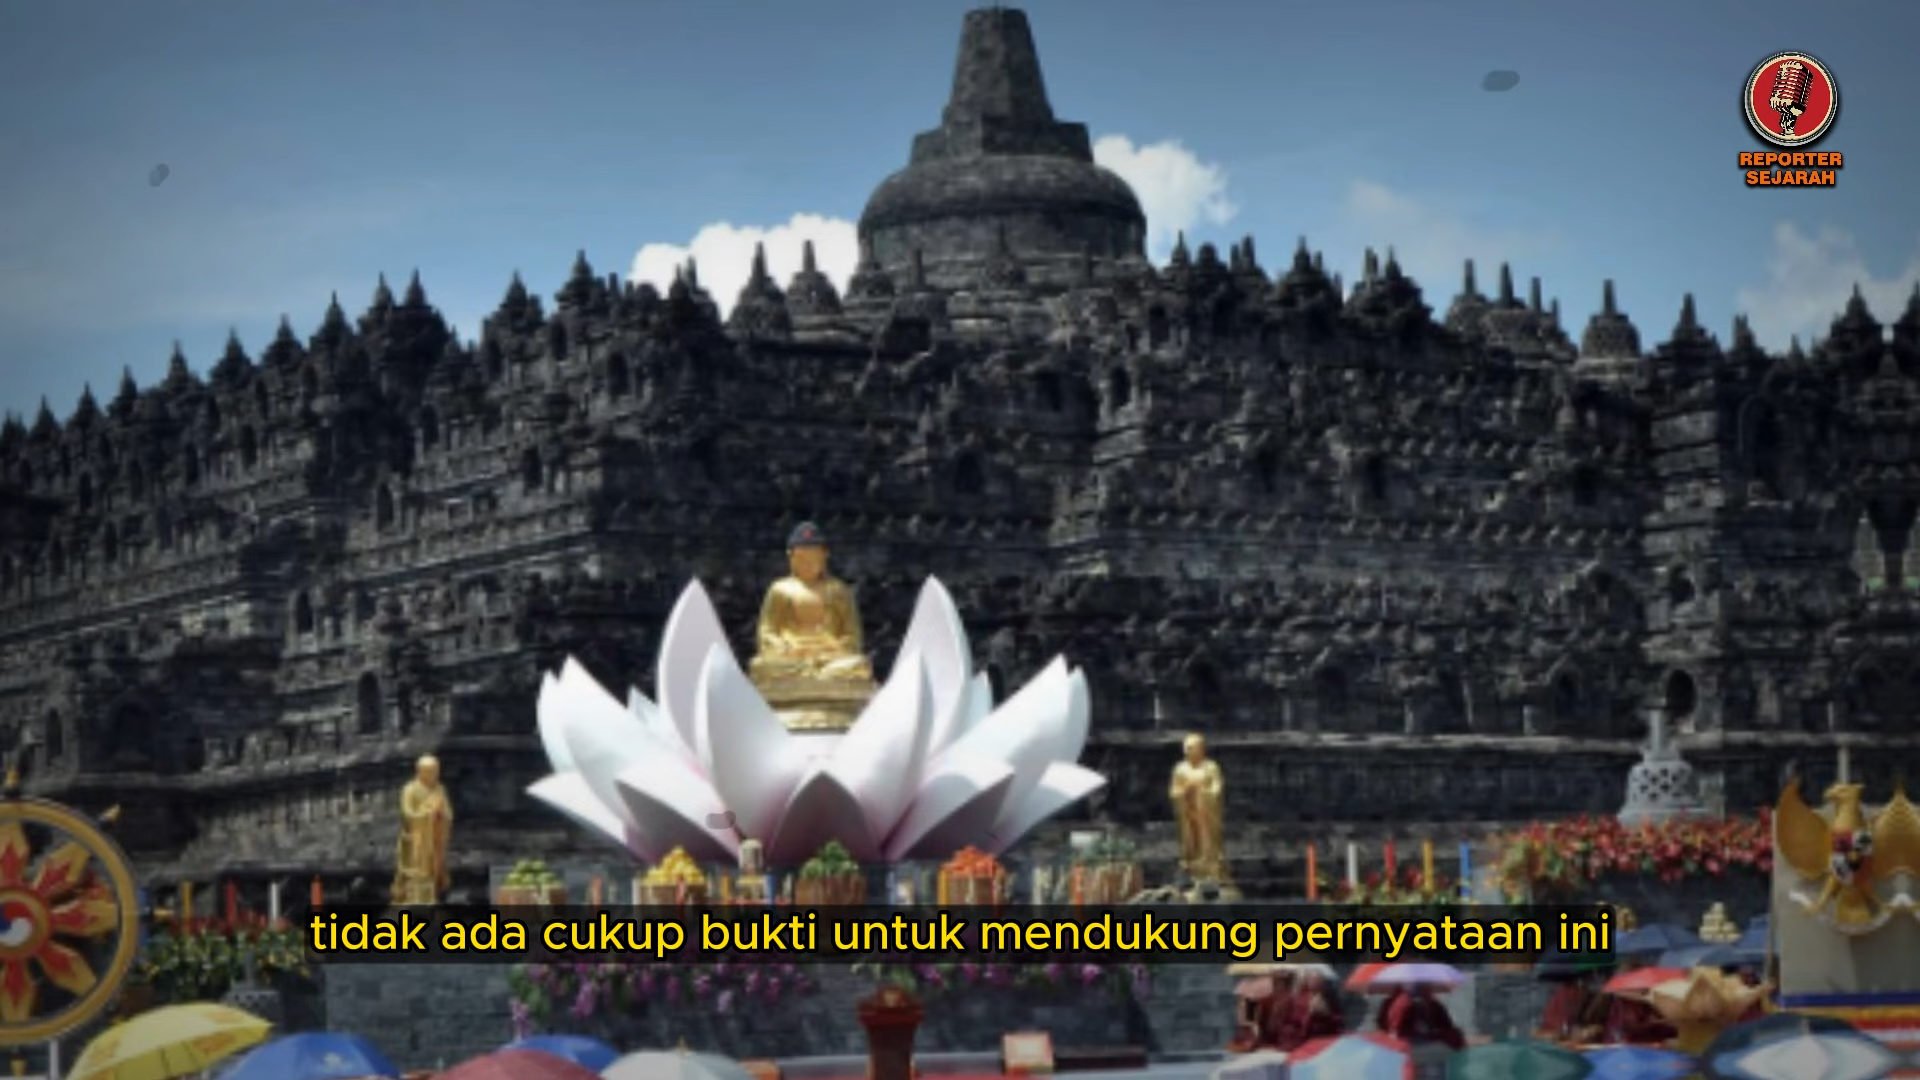 REPORTER
SEJARAH
tidak ada cukup bukti untuk mendukung pernyataan ini